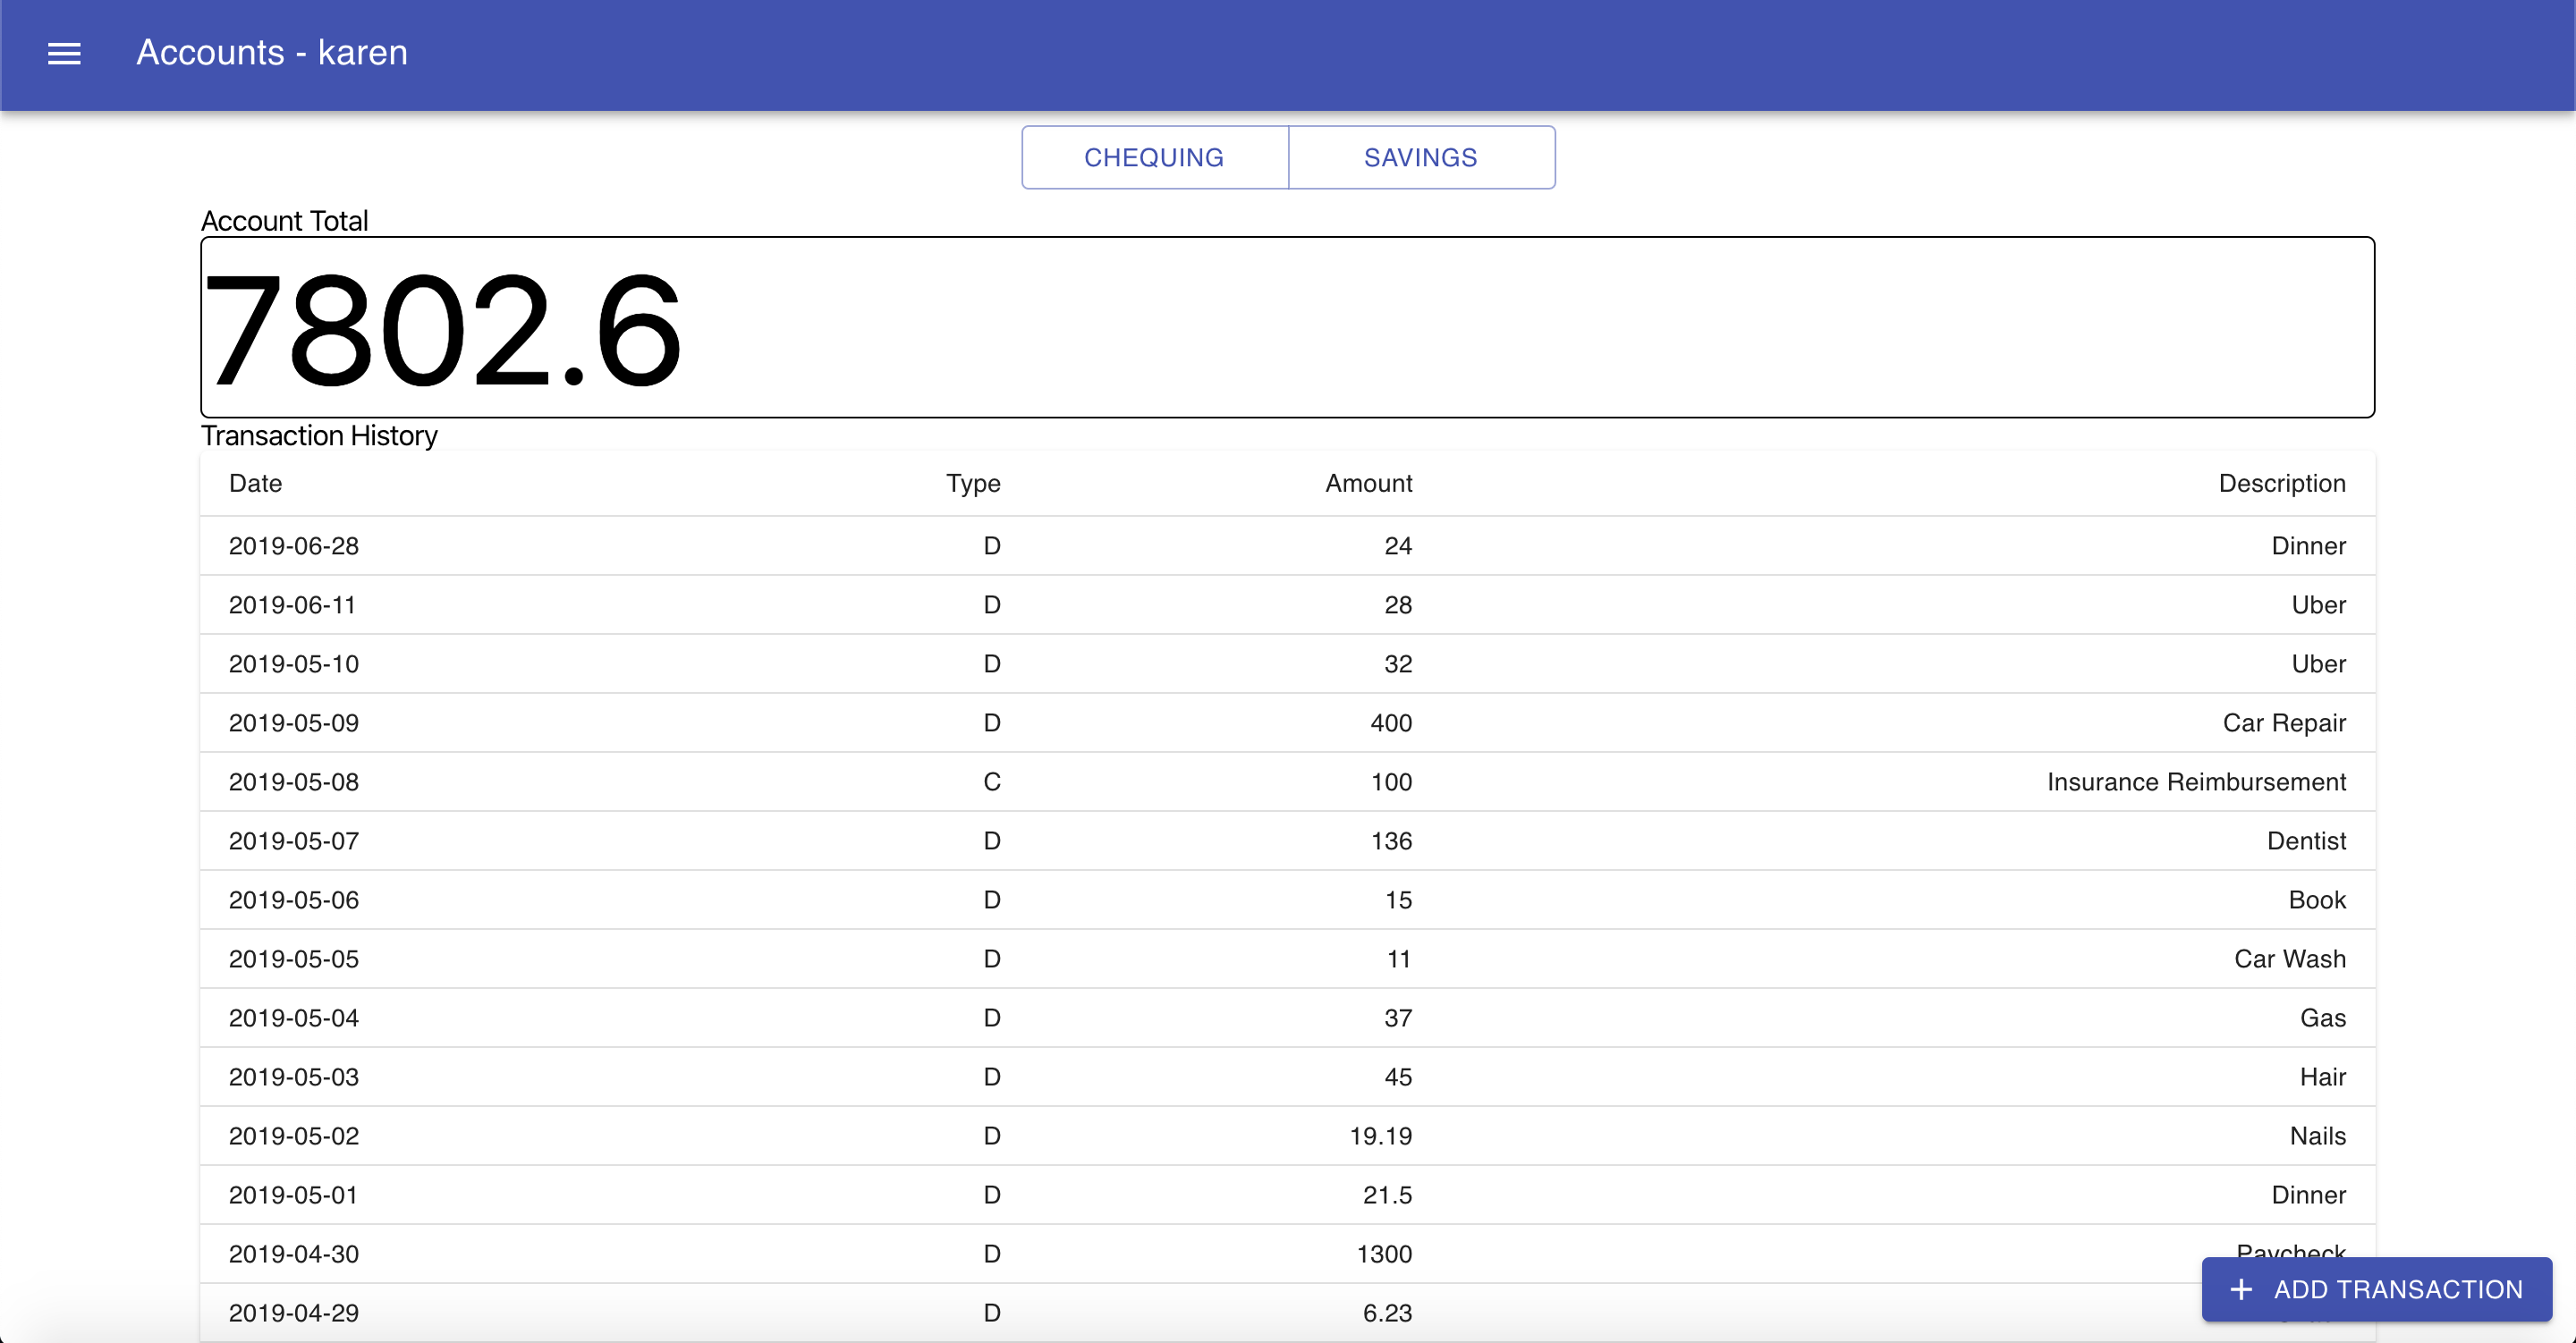 Accounts - karen
CHEQUING SAVINGS
Account Total
7802.6
Transaction History
Date Type Amount Description
2019-06-28 D 24 Dinner
2019-06-11 D 28 Uber
2019-05-10 D 32 Uber
2019-05-09 D 400 Car Repair
2019-05-08 C 100 Insurance Reimbursement
2019-05-07 D 136 Dentist
2019-05-06 D 15 Book
2019-05-05 D 11 Car Wash
2019-05-04 D 37 Gas
2019-05-03 D 45 Hair
2019-05-02 D 19.19 Nails
2019-05-01 D 21.5 Dinner
2019-04-30 D 1300 Paycheck
+ ADD TRANSACTION
2019-04-29 D 6.23